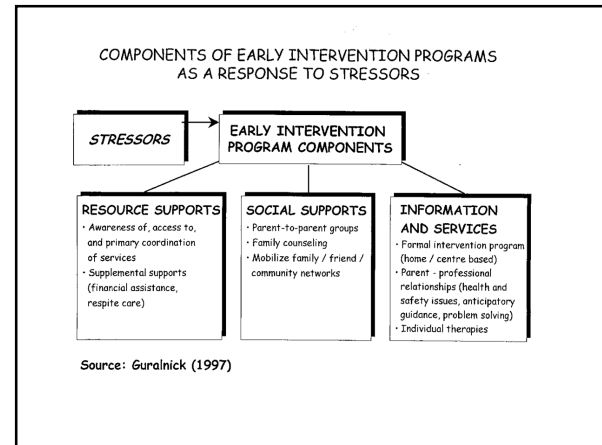 COMPONENTS OF EARLY INTERVENTION PROGRAMS
AS A RESPONSE TO STRESSORS
STRESSORS
EARLY INTERVENTION
PROGRAM COMPONENTS
RESOURCE SUPPORTS
· Awareness of, access to,
and primary coordination
of services
· Supplemental supports
(financial assistance,
respite care)
SOCIAL SUPPORTS
· Parent-to-parent groups
· Family counseling
· Mobilize family / friend /
community networks
INFORMATION
AND SERVICES
· Formal intervention program
(home / centre based)
· Parent - professional
relationships (health and
safety issues, anticipatory
guidance, problem solving)
· Individual therapies
Source: Guralnick (1997)